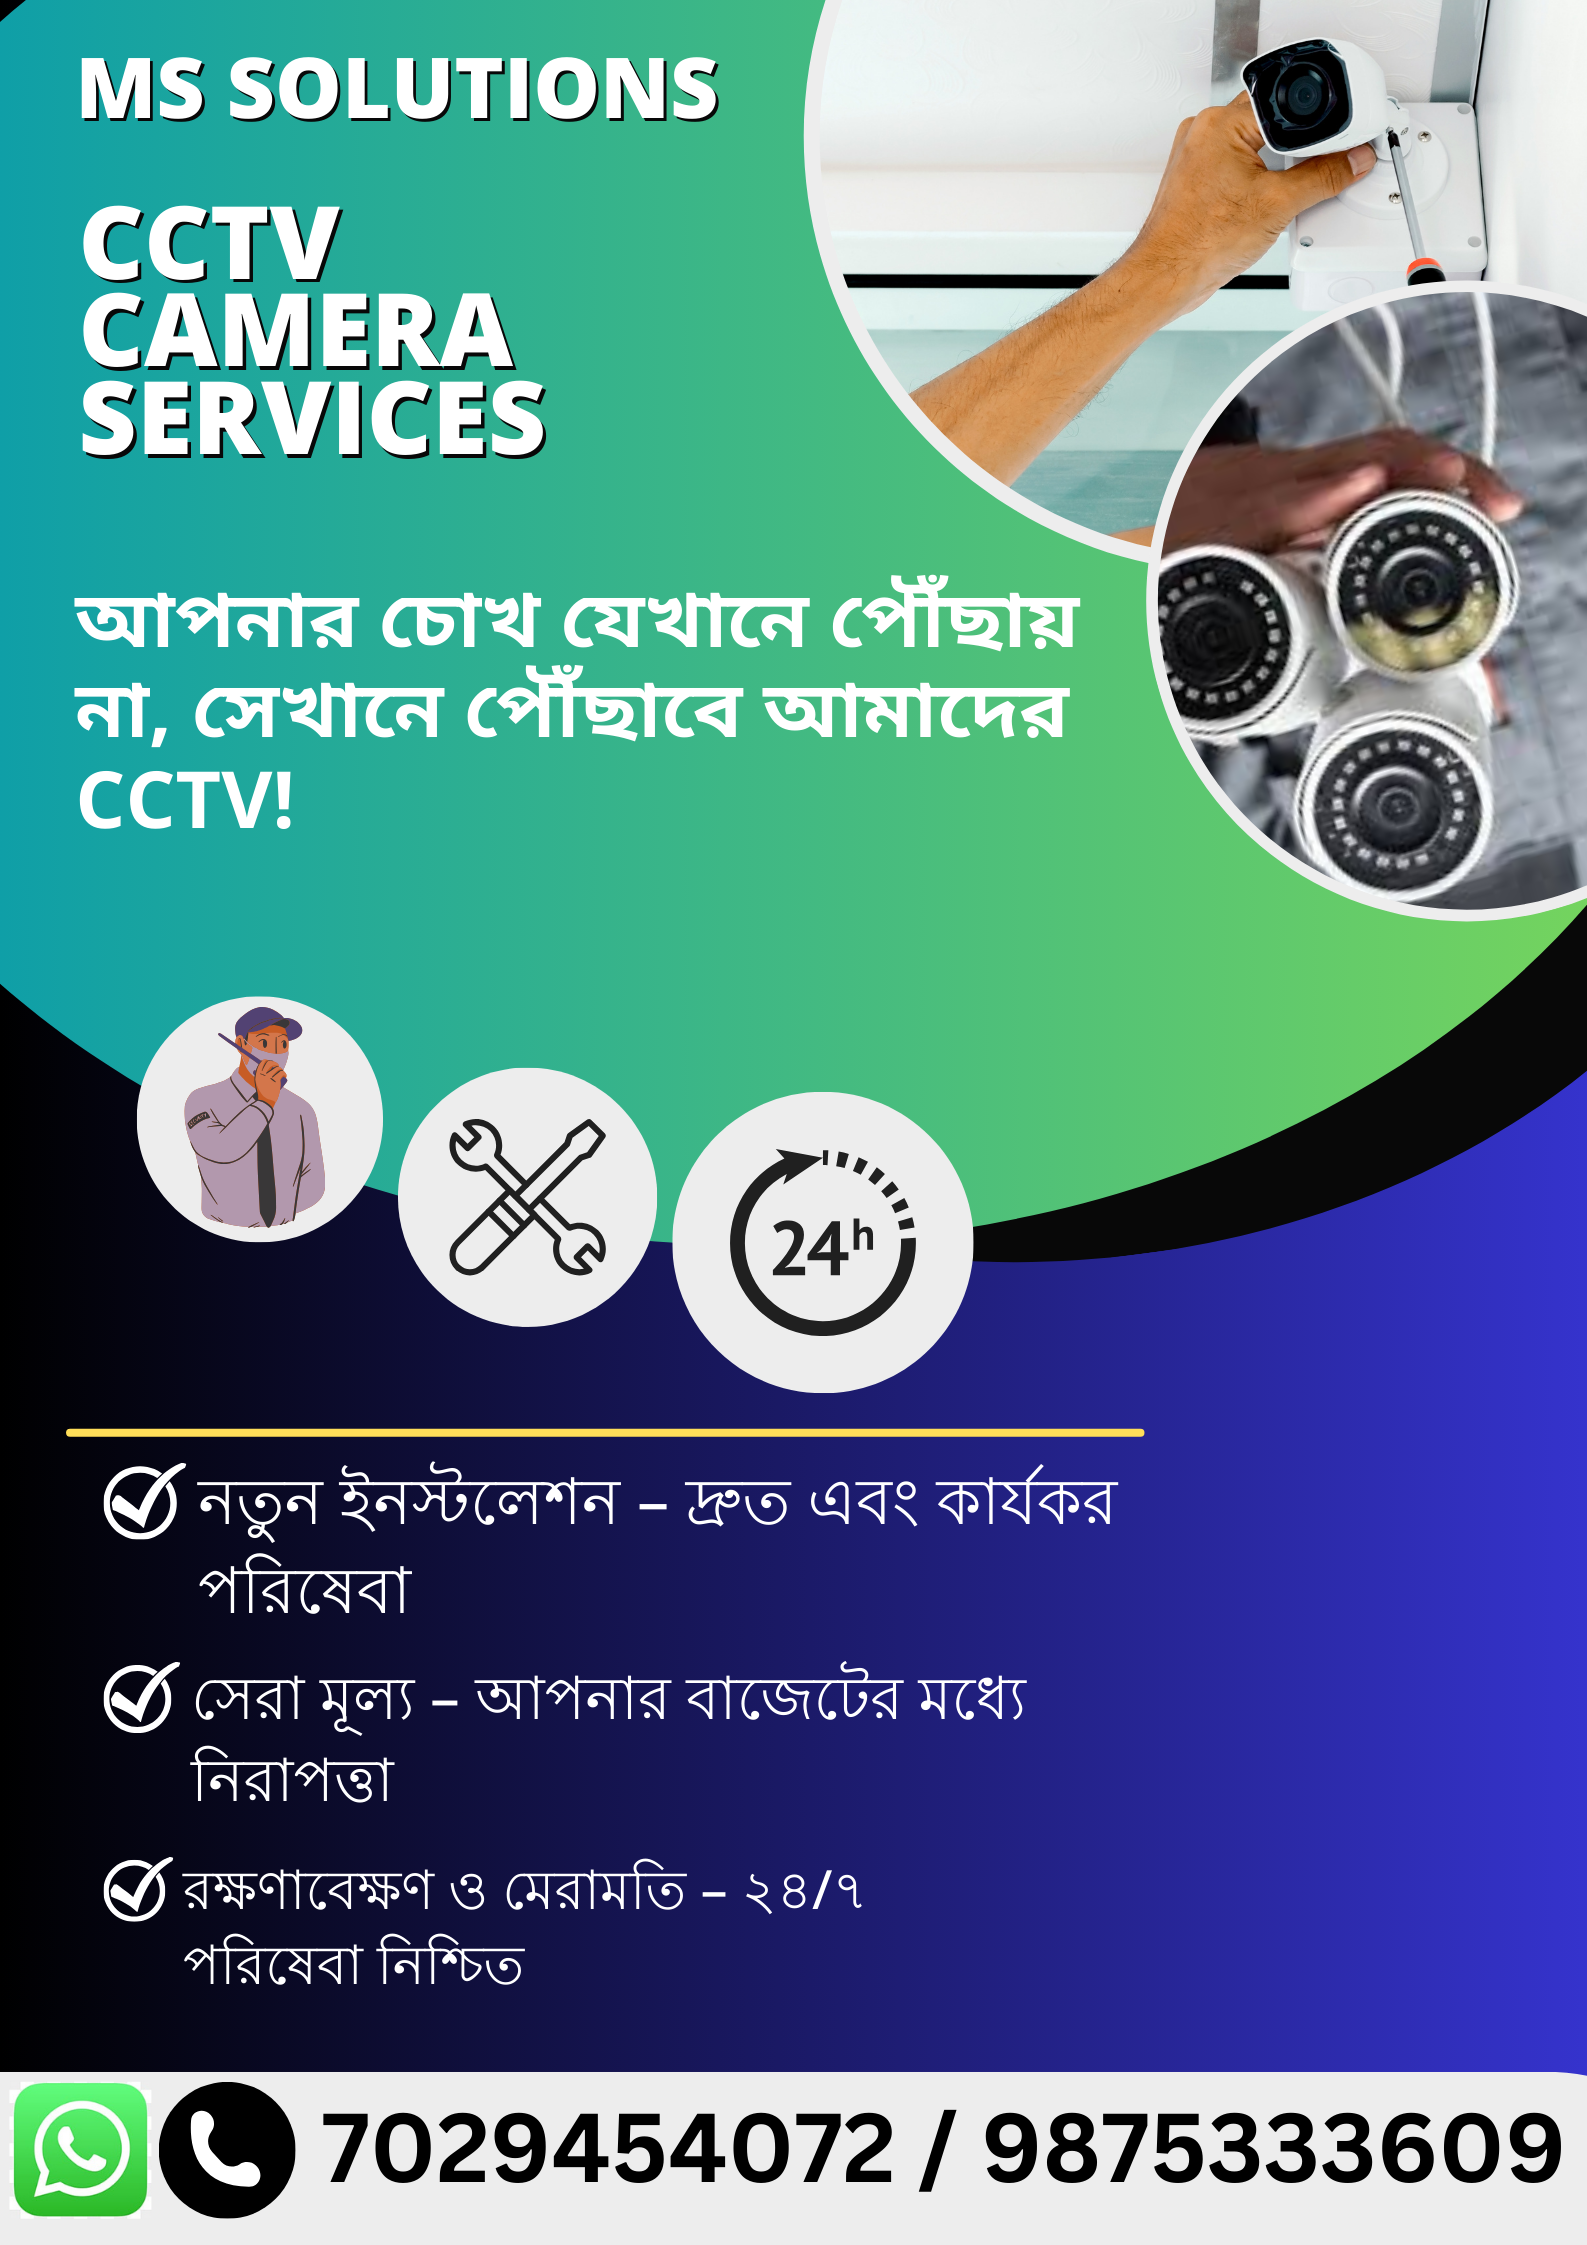 MS SOLUTIONS
CCTV
CAMERA
SERVICES
আপনার চোখ যেখানে পৌঁছায়
না, সেখানে পৌঁছাবে আমাদের
CCTV!
24h
নতুন ইনস্টলেশন – দ্রুত এবং কার্যকর
পরিষেবা
সেরা মূল্য – আপনার বাজেটের মধ্যে
নিরাপত্তা
রক্ষণাবেক্ষণ ও মেরামতি – ২৪/৭
পরিষেবা নিশ্চিত
7029454072 / 9875333609